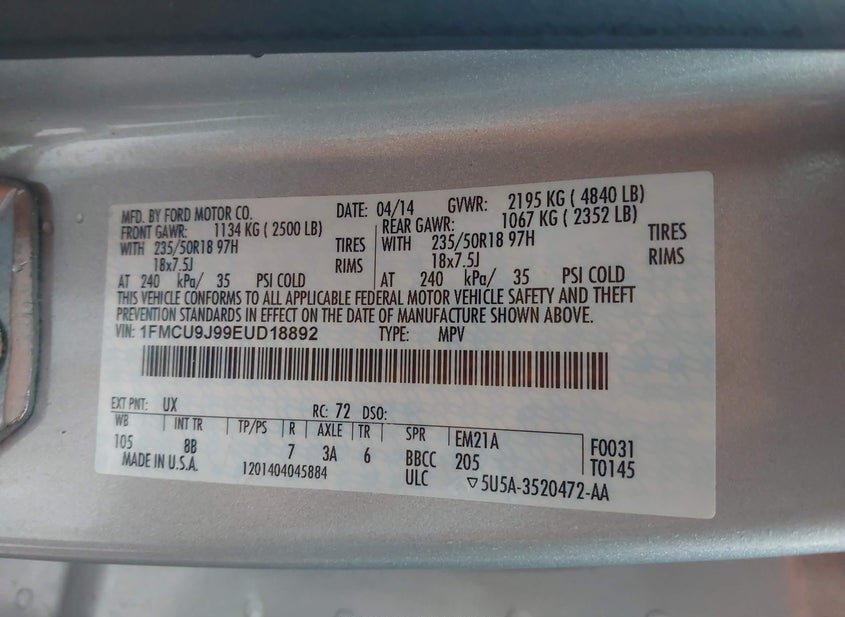 MFD. BY FORD MOTOR CO. DATE: 04/14 GVWR: 2195 KG ( 4840 LB)
FRONT GAWR: 1134 KG ( 2500 LB) REAR GAWR: 1067 KG ( 2352 LB)
WITH 235/50R18 97H TIRES WITH 235/50R18 97H TIRES
18x7.5J RIMS 18x7.5J RIMS
AT 240 kPa/ 35 PSI COLD AT 240 kPa/ 35 PSI COLD
THIS VEHICLE CONFORMS TO ALL APPLICABLE FEDERAL MOTOR VEHICLE SAFETY AND THEFT
PREVENTION STANDARDS IN EFFECT ON THE DATE OF MANUFACTURE SHOWN ABOVE.
VIN: 1FMCU9J99EUD18892 TYPE: MPV
EXT PNT: UX RC: 72 DSO:
WB INT TR TP/PS R AXLE TR SPR EM21A F0031
105 8B 7 3A 6 BBCC 205 T0145
MADE IN U.S.A. 1201404045884 ULC ▽5U5A-3520472-AA